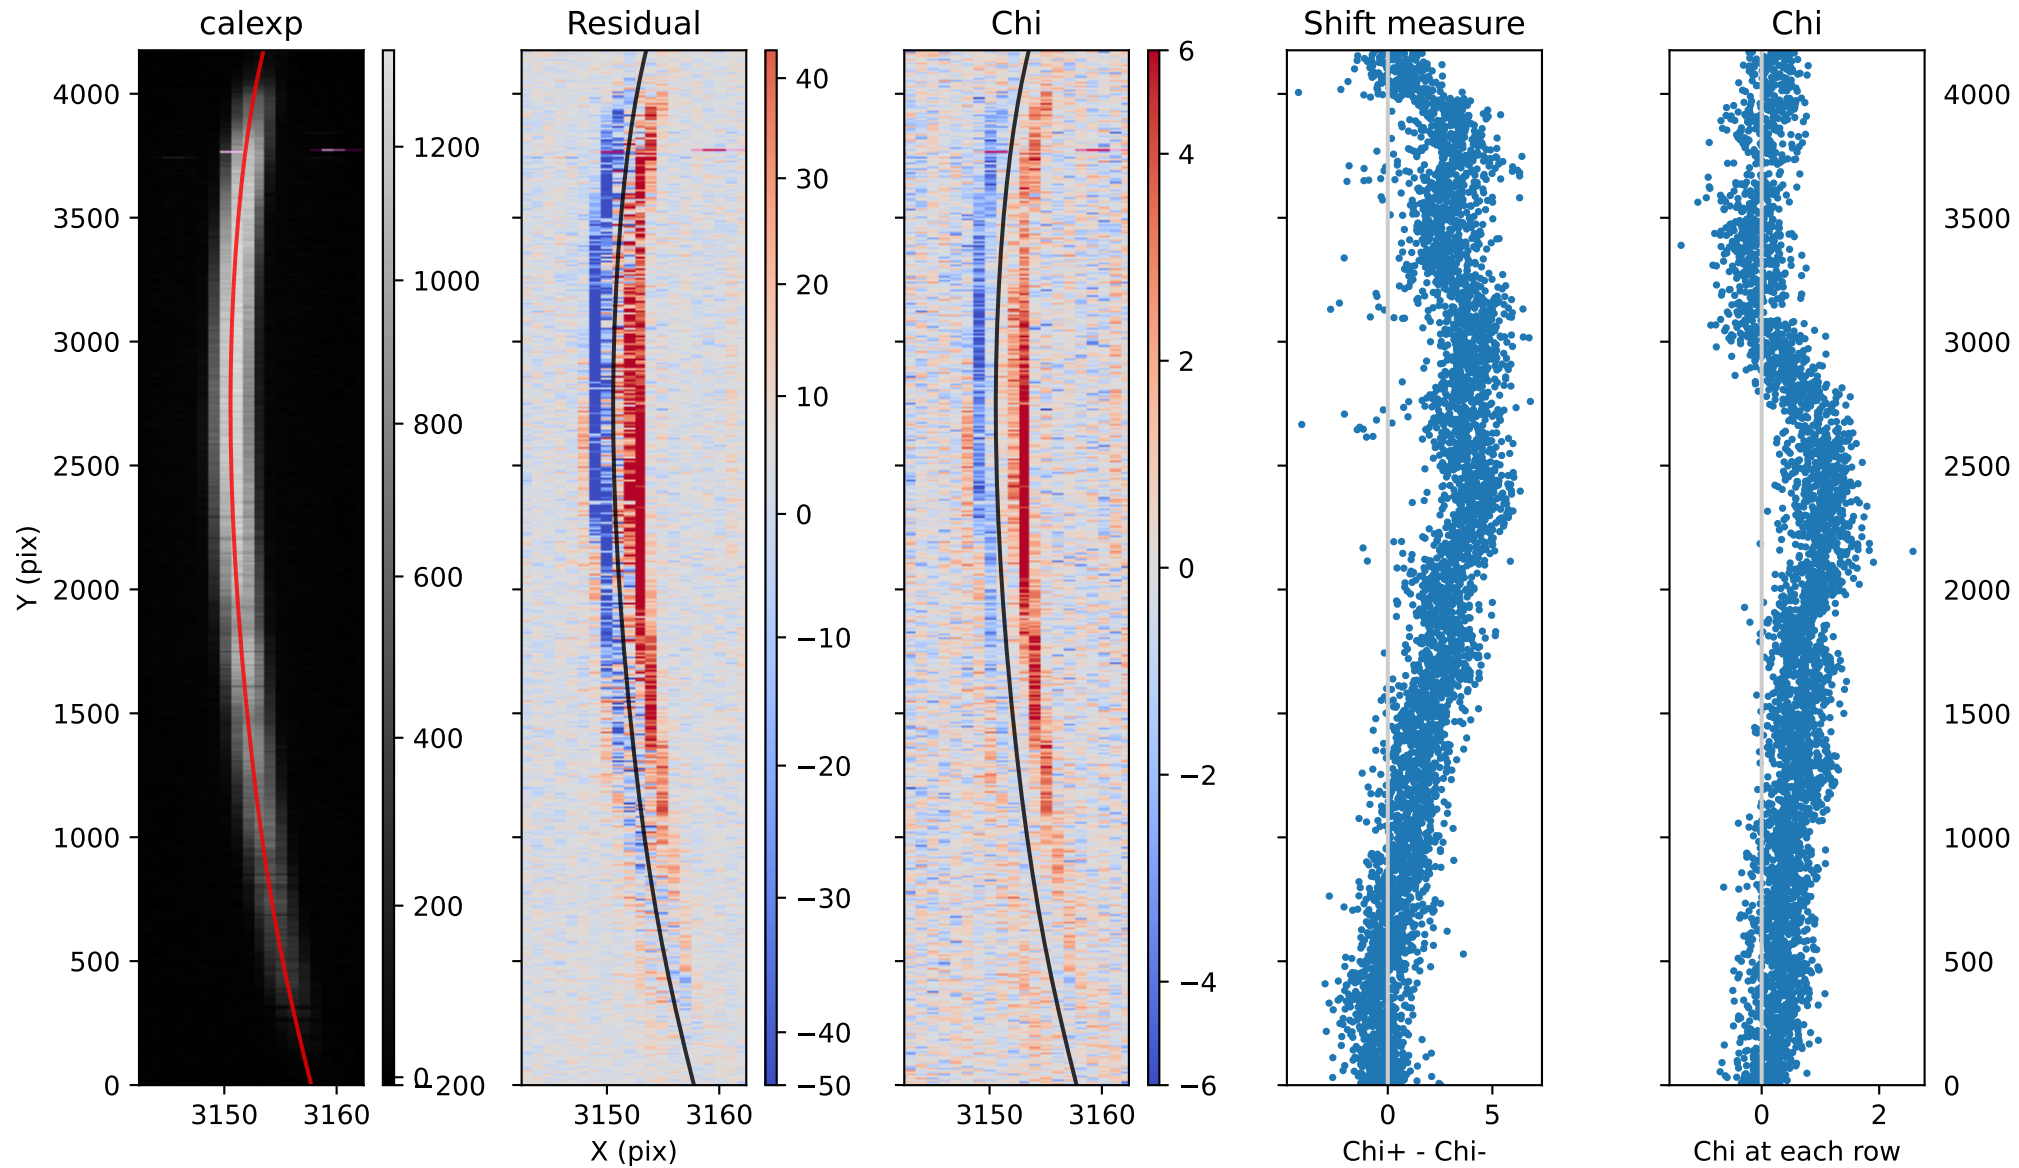 calexp Residual Chi Shift measure Chi
4000 1200 40 6 4000
3500 1000 30 4 3500
3000 800 20 2 3000
2500 600 10 0 2500
2000 400 0 −2 2000
1500 200 −10 −4 1500
1000 0 −20 −6 1000
500 −200 −30 500
0 −40 0
−50
Y (pix)
3150 3160 3150 3160 3150 3160 0 5 0 2
X (pix) Chi+ - Chi- Chi at each row